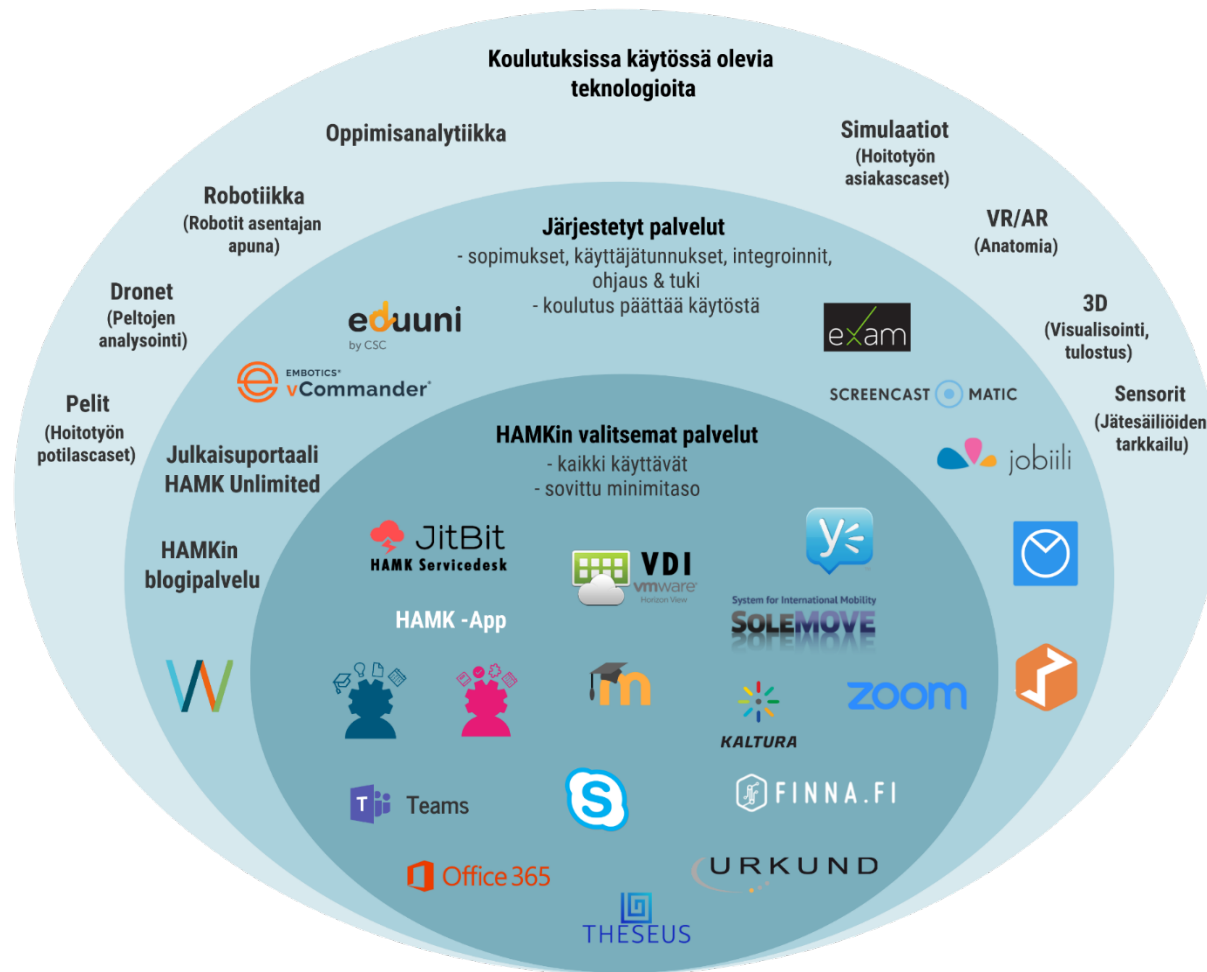 Koulutuksissa käytössä olevia
teknologioita
Oppimisanalytiikka
Simulaatiot
(Hoitotyön
asiakascaset)
Robotiikka
(Robotit asentajan
apuna)
VR/AR
(Anatomia)
Dronet
(Peltojen
analysointi)
3D
(Visualisointi,
tulostus)
Pelit
(Hoitotyön
potilascaset)
Sensorit
(Jätesäiliöiden
tarkkailu)
Järjestetyt palvelut
- sopimukset, käyttäjätunnukset, integroinnit,
ohjaus & tuki
- koulutus päättää käytöstä
eduuni
by CSC
exam
EMBOTICS®
vCommander®
SCREENCAST MATIC
jobiili
Julkaisuportaali
HAMK Unlimited
HAMKin
blogipalvelu
HAMKin valitsemat palvelut
- kaikki käyttävät
- sovittu minimitaso
JitBit
HAMK Servicedesk
VDI
vmware®
Horizon View
System for International Mobility
SOLEMOVE
HAMK -App
m
KALTURA
zoom
T Teams
S
FINNA.FI
Office 365
URKUND
THESEUS